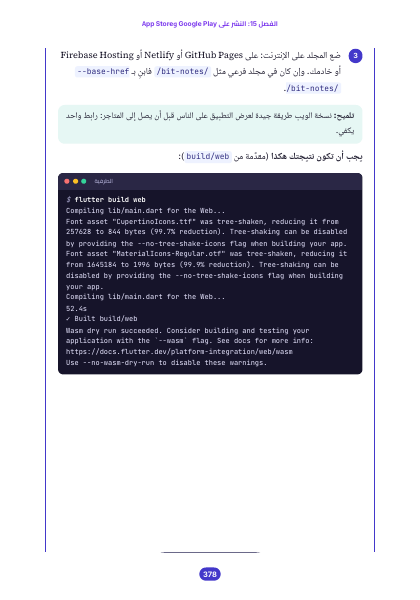 الفصل 15: النشر على Google Play وApp Store
3 ضع المجلد على الإنترنت: على GitHub Pages أو Netlify أو Firebase Hosting
أو خادمك. وإن كان في مجلد فرعي مثل /bit-notes/ فابنِ بـ --base-href
/bit-notes/.
تلميح: نسخة الويب طريقة جيدة لعرض التطبيق على الناس قبل أن يصل إلى المتاجر: رابط واحد
يكفي.
يجب أن تكون نتيجتك هكذا (مقدَّمة من build/web):
الطرفية
$ flutter build web
Compiling lib/main.dart for the Web...
Font asset "CupertinoIcons.ttf" was tree-shaken, reducing it from
257628 to 844 bytes (99.7% reduction). Tree-shaking can be disabled
by providing the --no-tree-shake-icons flag when building your app.
Font asset "MaterialIcons-Regular.otf" was tree-shaken, reducing it
from 1645184 to 1996 bytes (99.9% reduction). Tree-shaking can be
disabled by providing the --no-tree-shake-icons flag when building
your app.
Compiling lib/main.dart for the Web...
52.4s
✓ Built build/web
Wasm dry run succeeded. Consider building and testing your
application with the `--wasm` flag. See docs for more info:
https://docs.flutter.dev/platform-integration/web/wasm
Use --no-wasm-dry-run to disable these warnings.
378